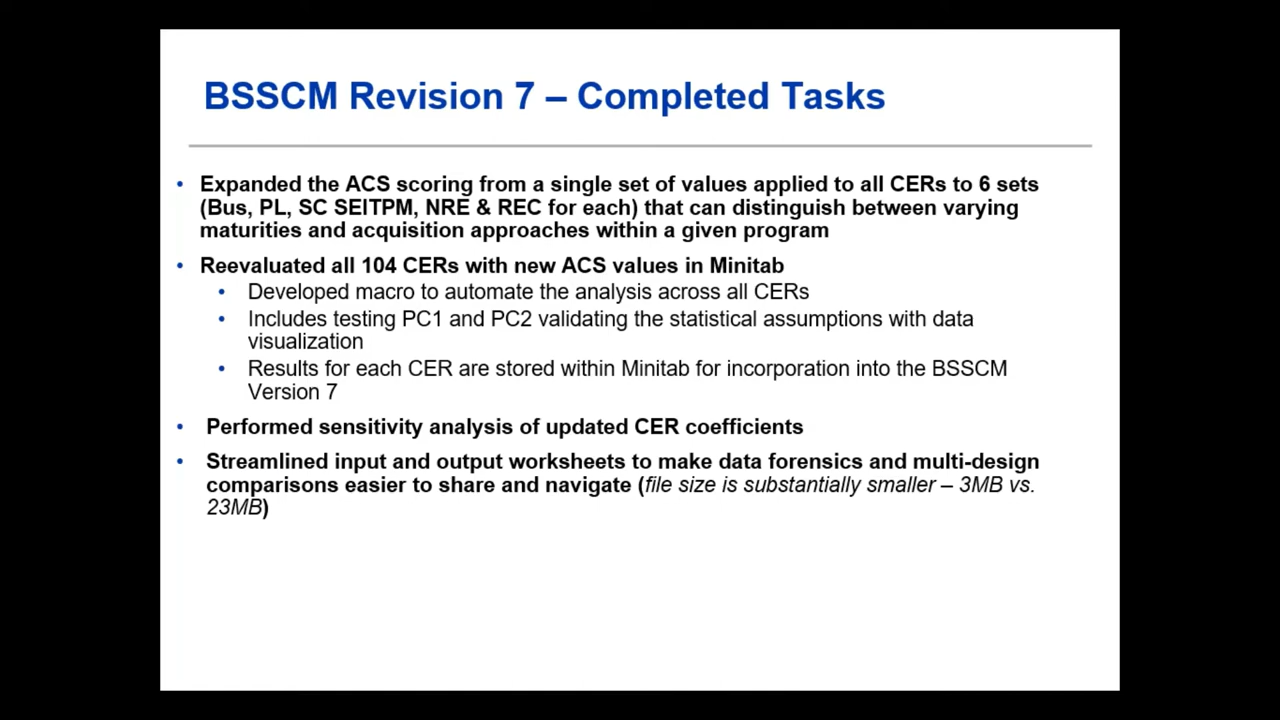 BSSCM Revision 7 – Completed Tasks
• Expanded the ACS scoring from a single set of values applied to all CERs to 6 sets
(Bus, PL, SC SEITPM, NRE & REC for each) that can distinguish between varying
maturities and acquisition approaches within a given program
• Reevaluated all 104 CERs with new ACS values in Minitab
• Developed macro to automate the analysis across all CERs
• Includes testing PC1 and PC2 validating the statistical assumptions with data
visualization
• Results for each CER are stored within Minitab for incorporation into the BSSCM
Version 7
• Performed sensitivity analysis of updated CER coefficients
• Streamlined input and output worksheets to make data forensics and multi-design
comparisons easier to share and navigate (file size is substantially smaller – 3MB vs.
23MB)